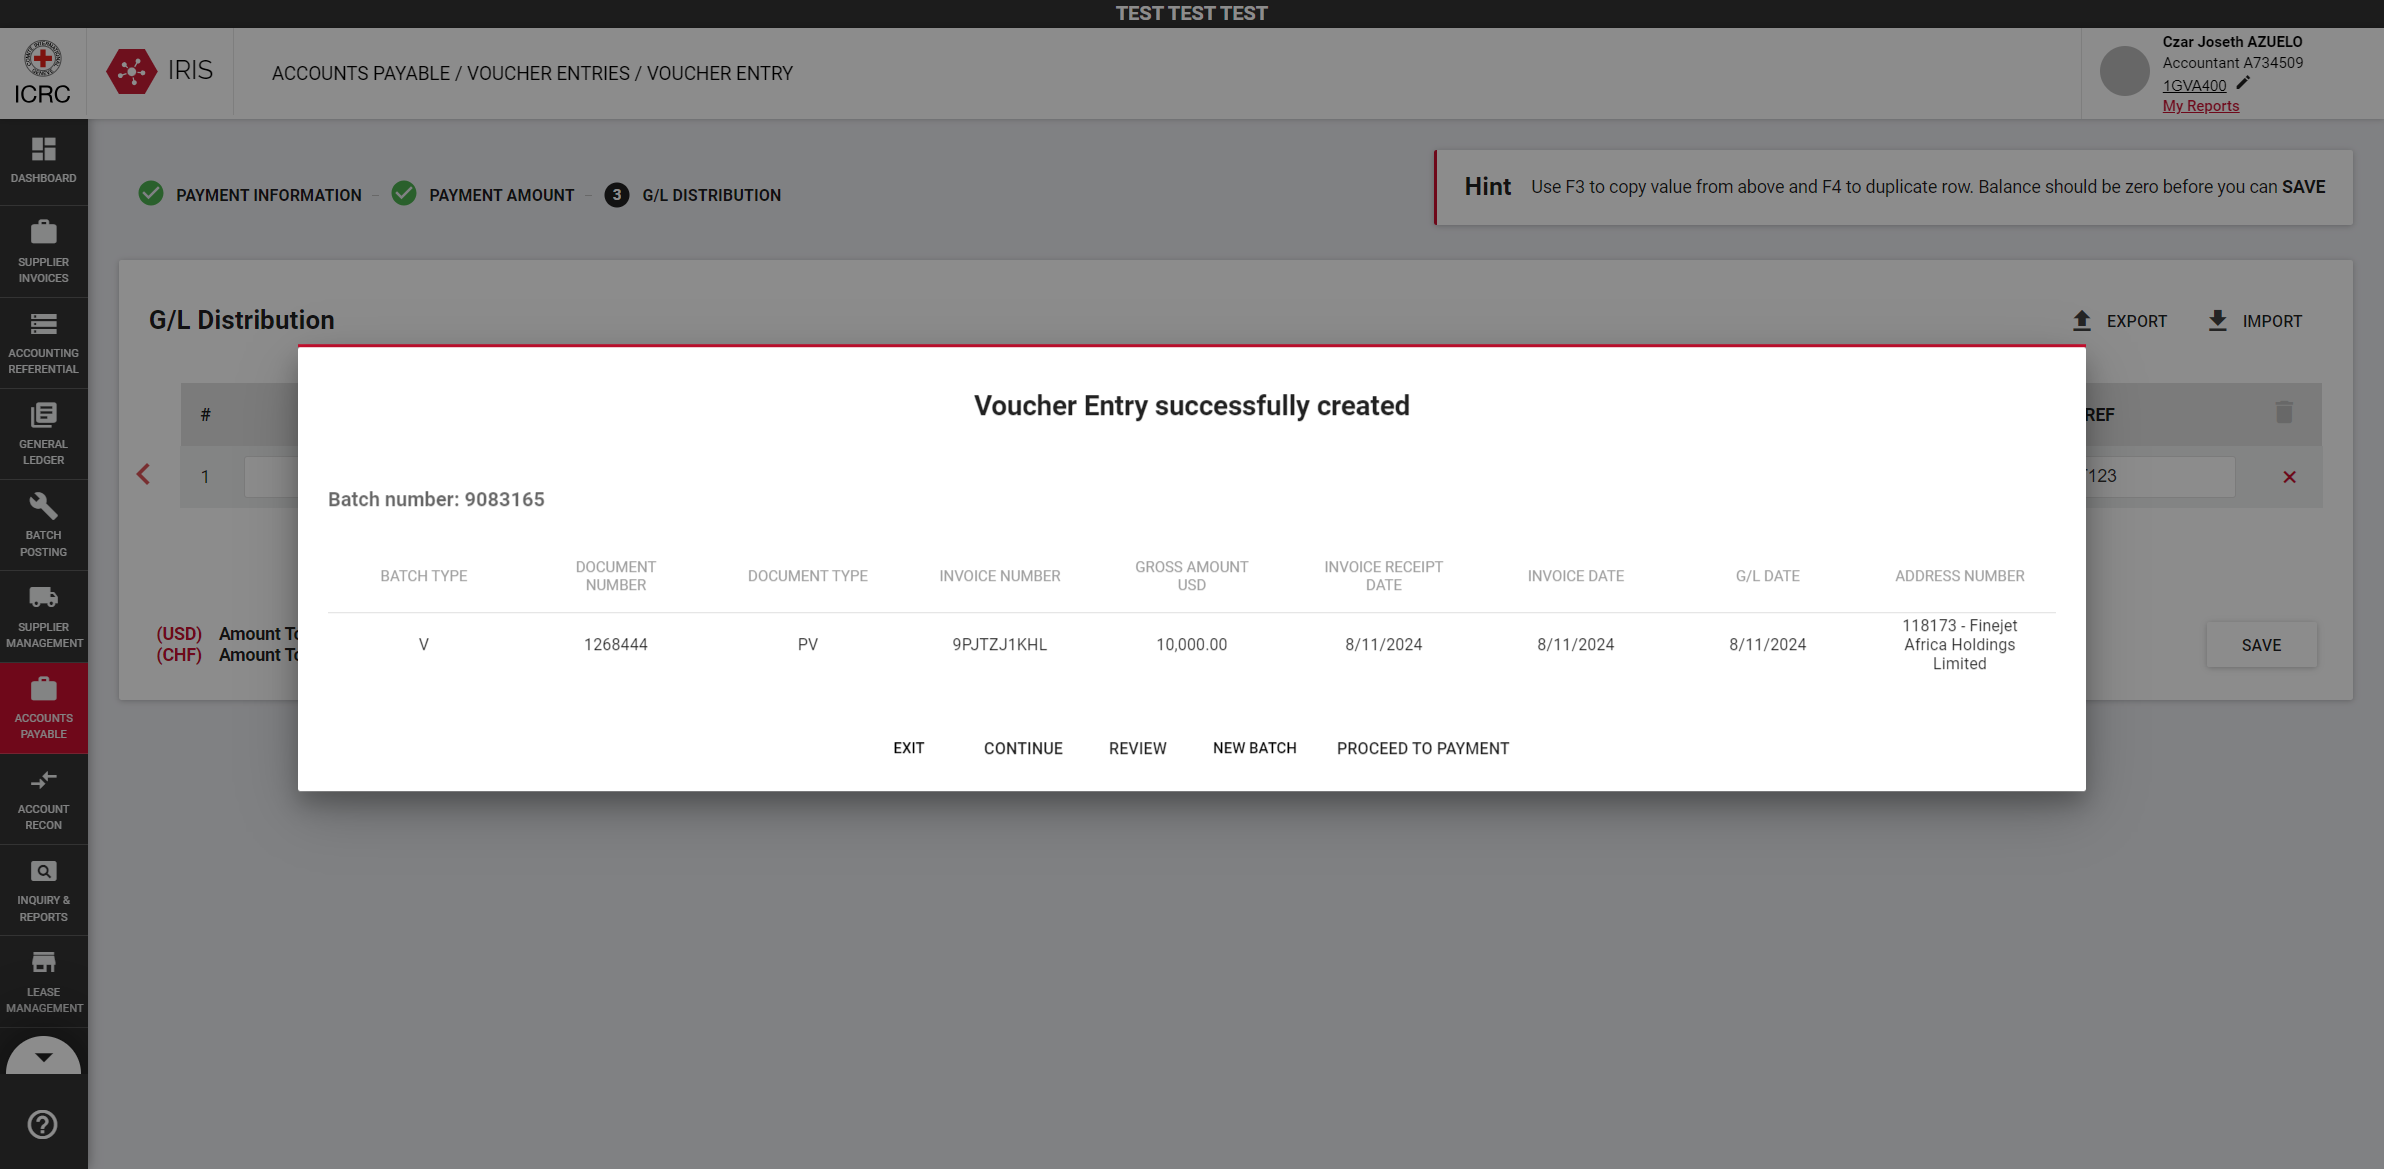 TEST TEST TEST
ICRC
IRIS
ACCOUNTS PAYABLE / VOUCHER ENTRIES / VOUCHER ENTRY
Czar Joseth AZUELO
Accountant A734509
1GVA400
My Reports
DASHBOARD
SUPPLIER
INVOICES
ACCOUNTING
REFERENTIAL
GENERAL
LEDGER
BATCH
POSTING
SUPPLIER
MANAGEMENT
ACCOUNTS
PAYABLE
ACCOUNT
RECON
INQUIRY &
REPORTS
LEASE
MANAGEMENT
PAYMENT INFORMATION
PAYMENT AMOUNT
3 G/L DISTRIBUTION
Hint Use F3 to copy value from above and F4 to duplicate row. Balance should be zero before you can SAVE
G/L Distribution
EXPORT
IMPORT
#
REF
1
123
(USD) Amount
(CHF) Amount
SAVE
Voucher Entry successfully created
Batch number: 9083165
BATCH TYPE
DOCUMENT
NUMBER
DOCUMENT TYPE
INVOICE NUMBER
GROSS AMOUNT
USD
INVOICE RECEIPT
DATE
INVOICE DATE
G/L DATE
ADDRESS NUMBER
V
1268444
PV
9PJTZJ1KHL
10,000.00
8/11/2024
8/11/2024
8/11/2024
118173 - Finejet
Africa Holdings
Limited
EXIT
CONTINUE
REVIEW
NEW BATCH
PROCEED TO PAYMENT